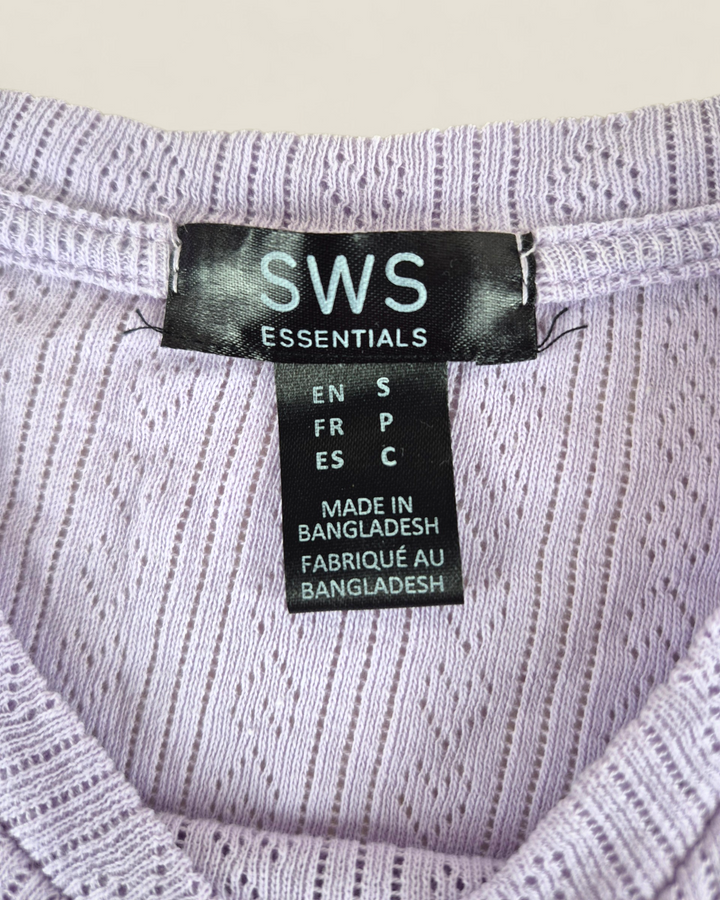 SWS
ESSENTIALS
EN S
FR P
ES C
MADE IN
BANGLADESH
FABRIQUÉ AU
BANGLADESH